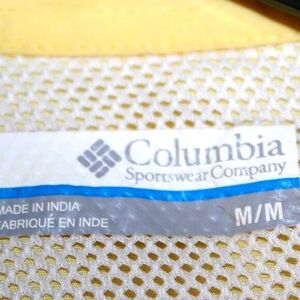 Columbia
Sportswear Company
MADE IN INDIA
FABRIQUÉ EN INDE
M/M